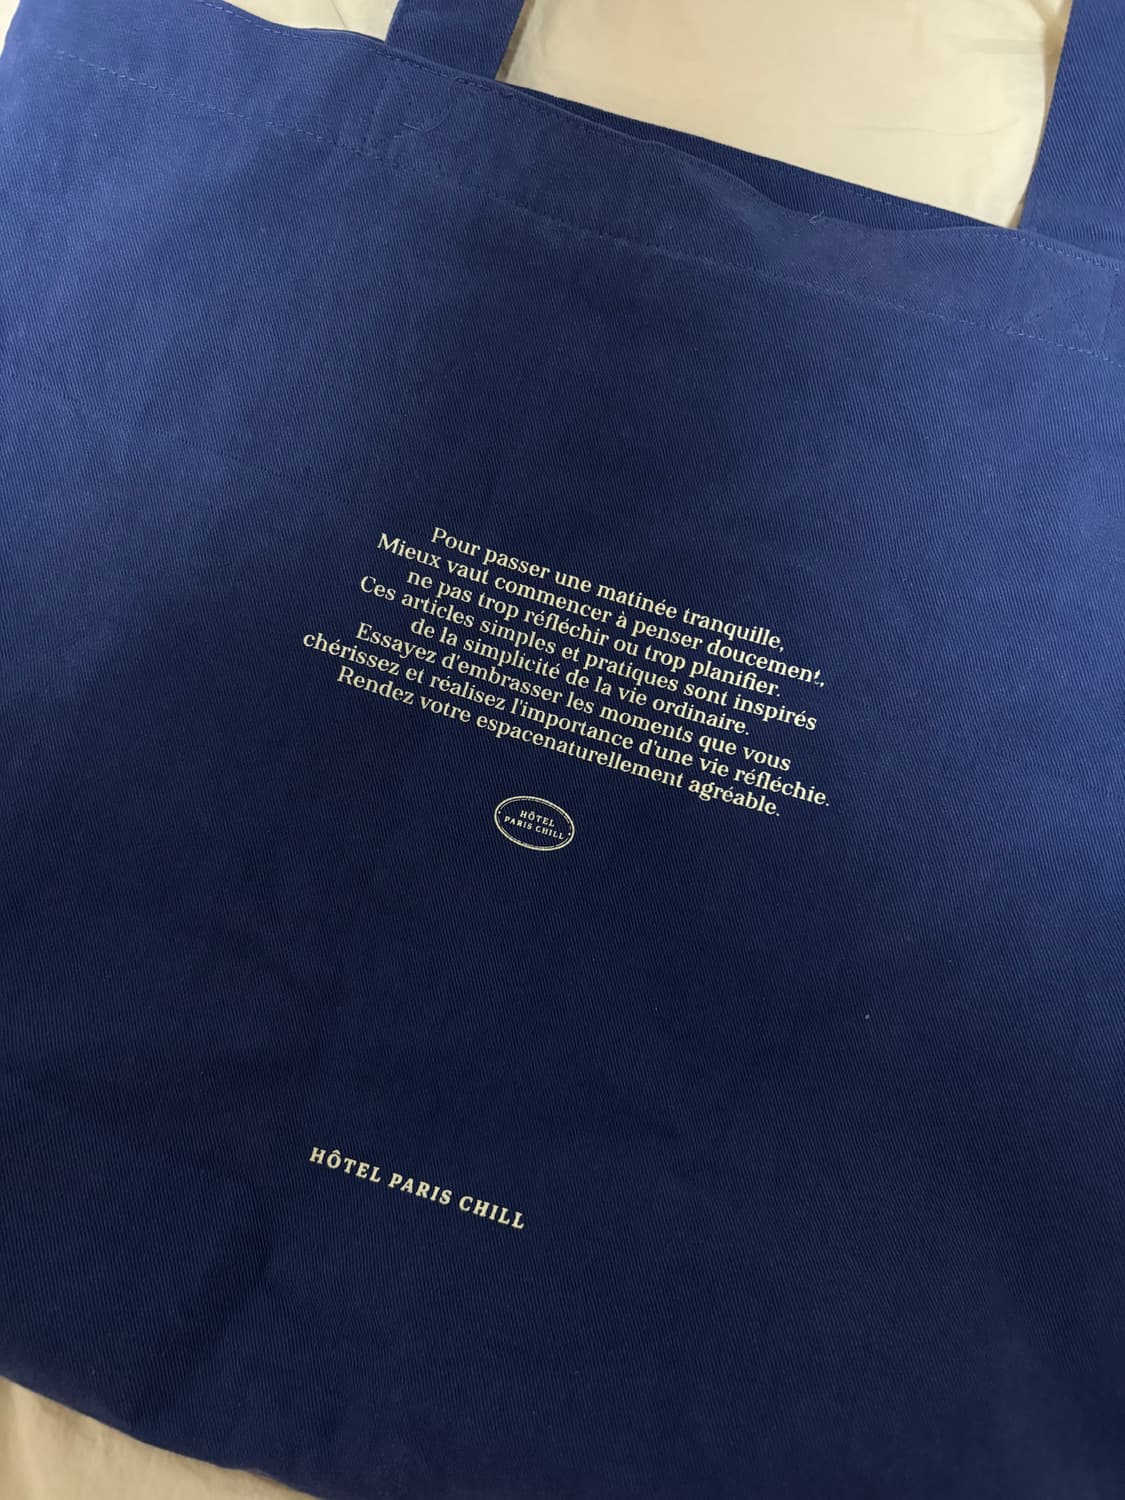 Pour passer une matinée tranquille,
Mieux vaut commencer à penser doucement,
ne pas trop réfléchir ou trop planifier.
Ces articles simples et pratiques sont inspirés
de la simplicité de la vie ordinaire.
Essayez d'embrasser les moments que vous
chérissez et réalisez l'importance d'une vie réfléchie.
Rendez votre espacenaturellement agréable.
HÔTEL
PARIS CHILL
HÔTEL PARIS CHILL